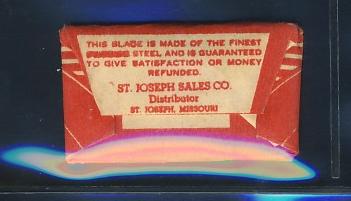 THIS BLADE IS MADE OF THE FINEST
STEEL, AND IS GUARANTEED
TO GIVE SATISFACTION OR MONEY
REFUNDED.
ST. JOSEPH SALES CO.
Distributor
ST. JOSEPH, MISSOURI